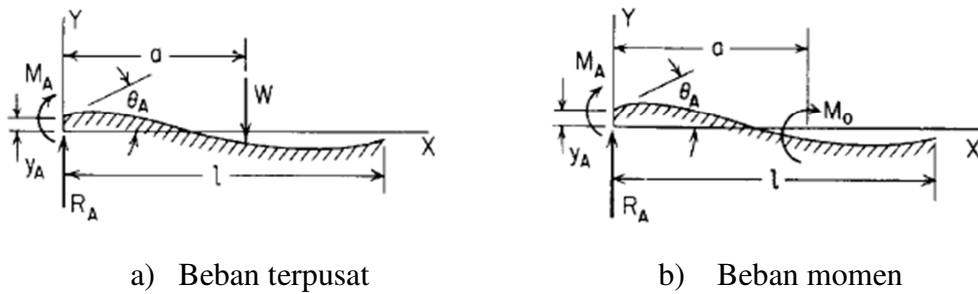 Y
a
M_A
θ_A
W
X
y_A
l
R_A
Y
a
M_A
θ_A
M_o
X
y_A
l
R_A
a) Beban terpusat
b) Beban momen